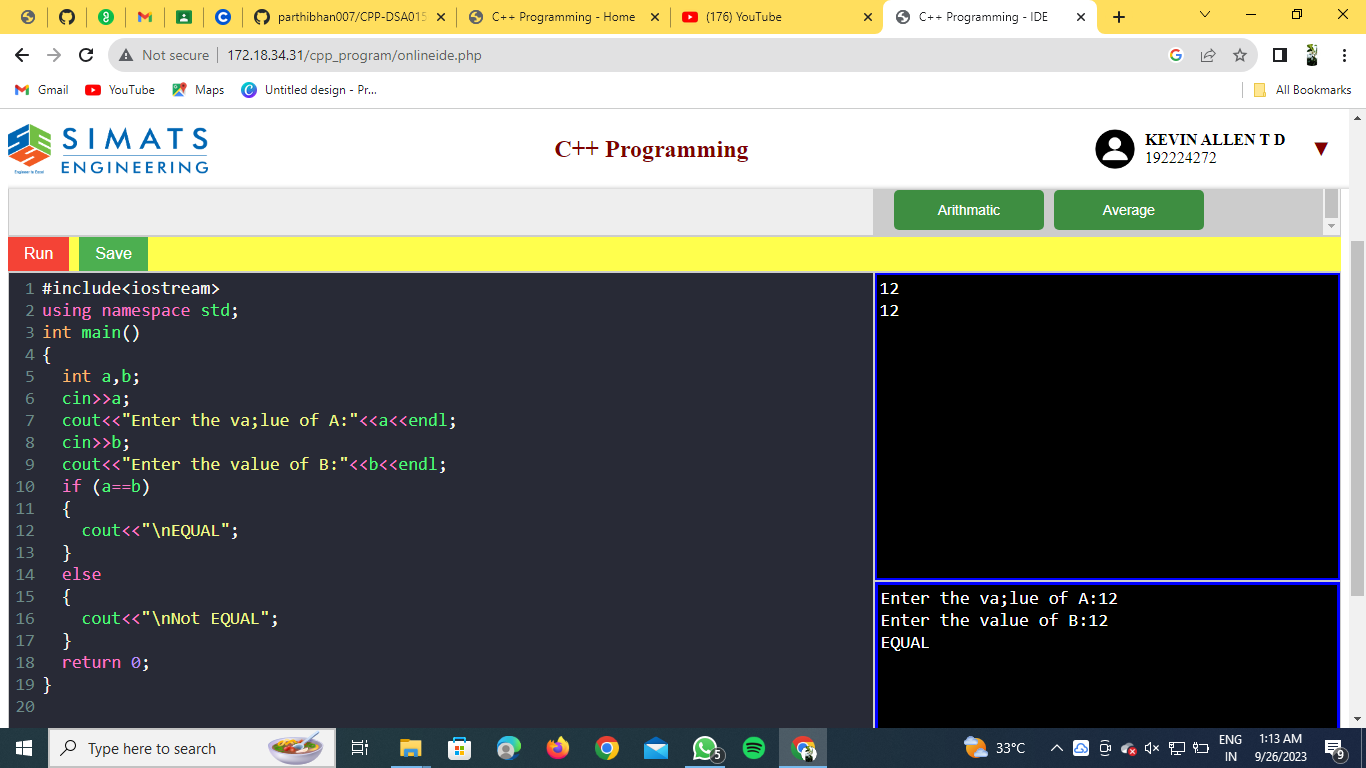 parthibhan007/CPP-DSA015
C++ Programming - Home
(176) YouTube
C++ Programming - IDE
Not secure
172.18.34.31/cpp_program/onlineide.php
Gmail
YouTube
Maps
Untitled design - Pr...
All Bookmarks
SIMATS
ENGINEERING
Engineer to Excel
C++ Programming
KEVIN ALLEN T D
192224272
Arithmatic
Average
Run
Save
1 #include<iostream>
2 using namespace std;
3 int main()
4 {
5 int a,b;
6 cin>>a;
7 cout<<"Enter the va;lue of A:"<<a<<endl;
8 cin>>b;
9 cout<<"Enter the value of B:"<<b<<endl;
10 if (a==b)
11 {
12 cout<<"\nEQUAL";
13 }
14 else
15 {
16 cout<<"\nNot EQUAL";
17 }
18 return 0;
19 }
20
12
12
Enter the va;lue of A:12
Enter the value of B:12
EQUAL
Type here to search
5
33°C
ENG
IN
1:13 AM
9/26/2023
9